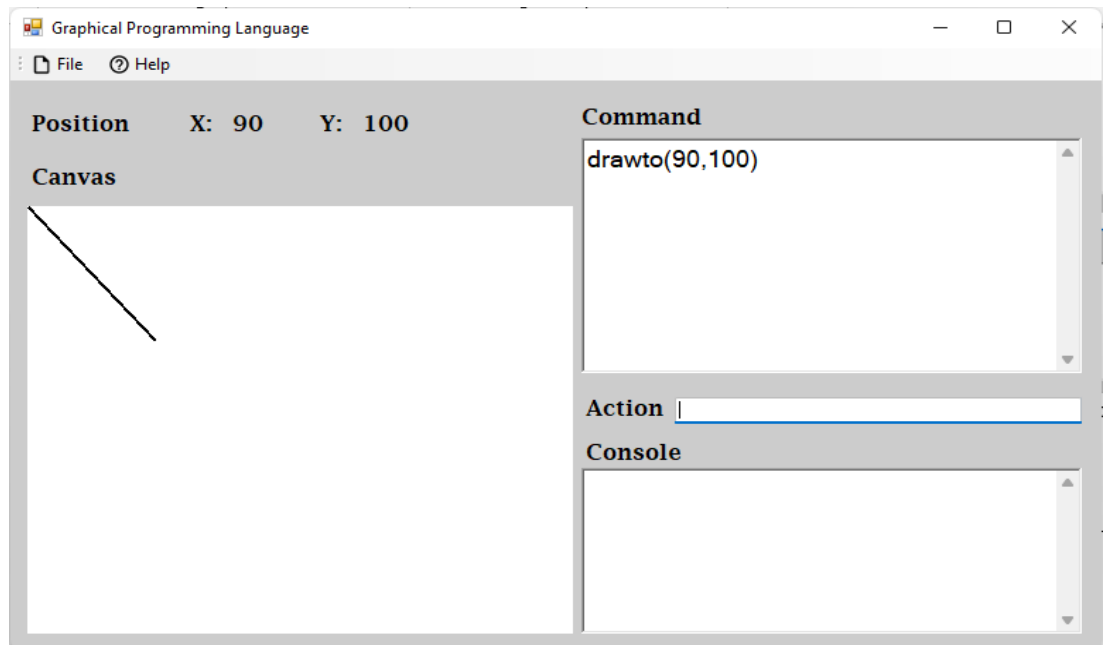 Graphical Programming Language
File Help
Position X: 90 Y: 100
Canvas
Command
drawto(90,100)
Action
Console